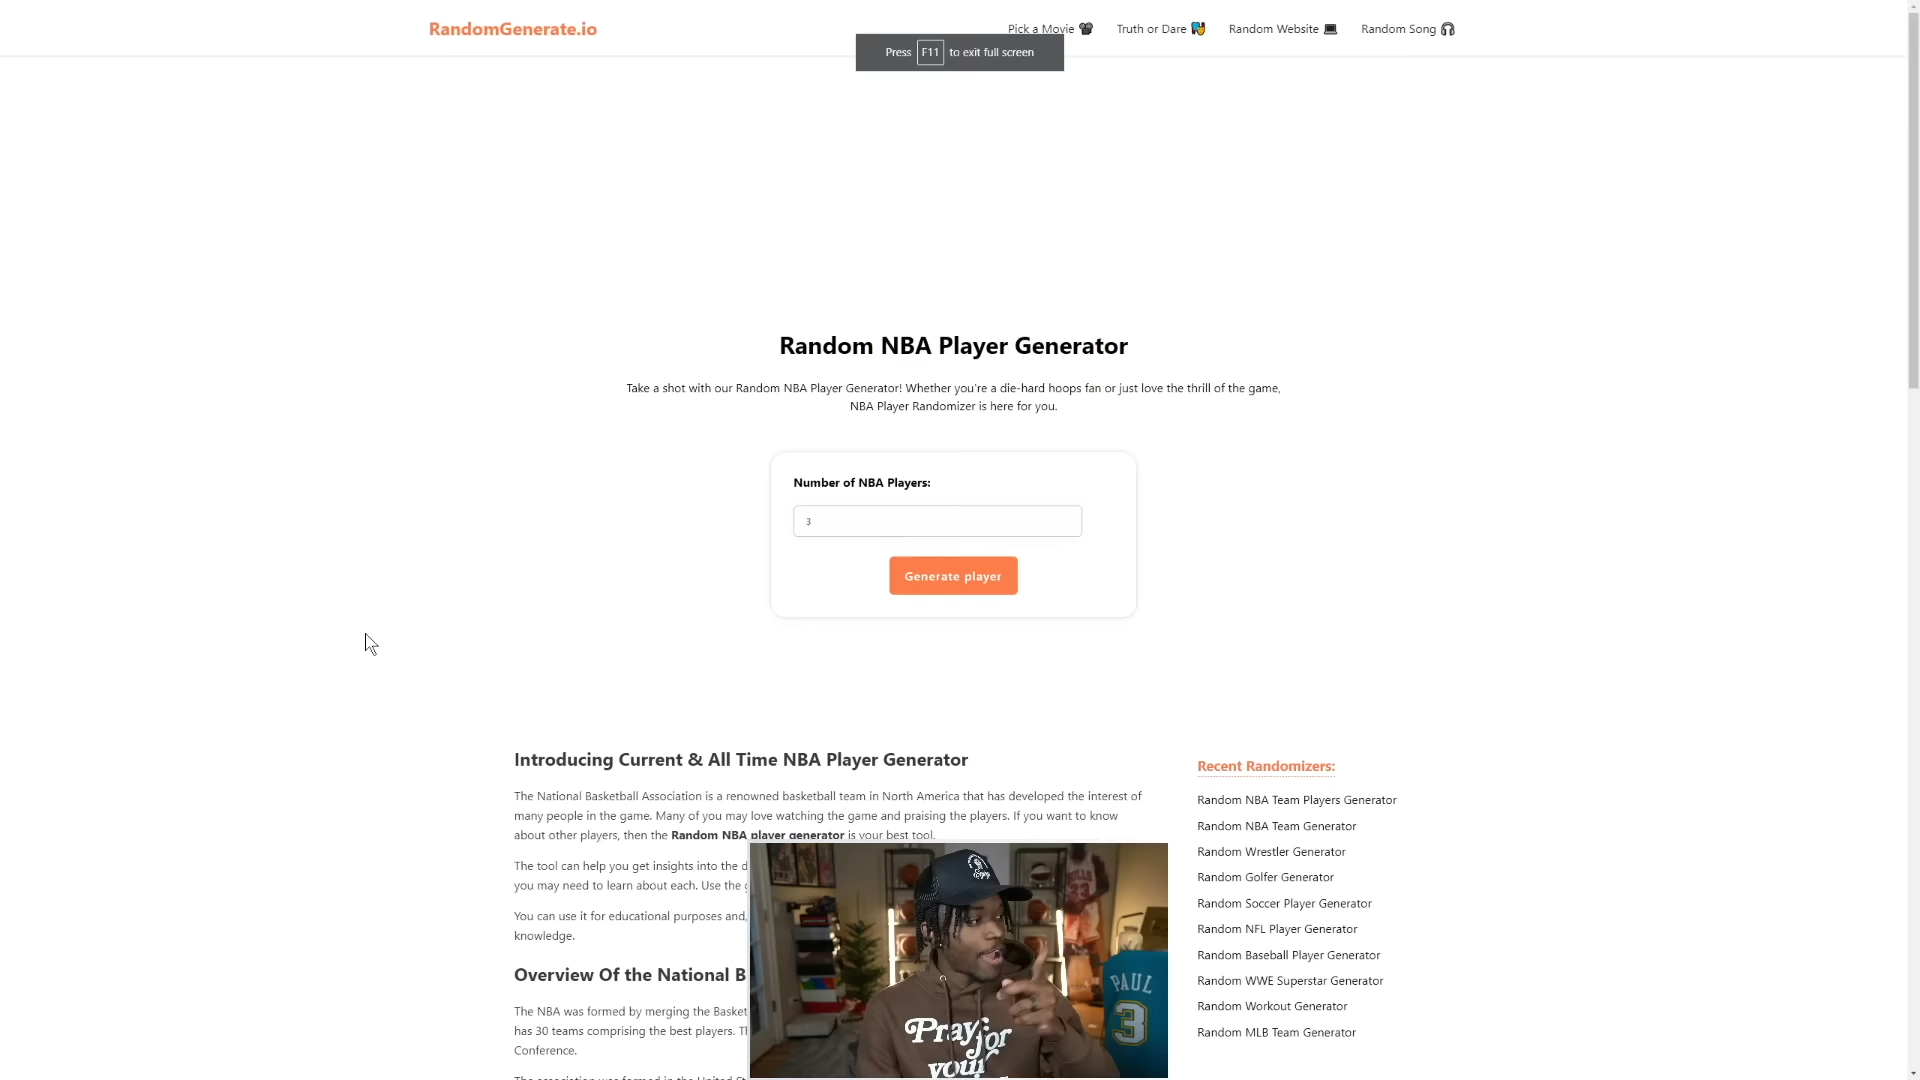 RandomGenerate.io
Pick a Movie
Truth or Dare
Random Website
Random Song
Press F11 to exit full screen
Random NBA Player Generator
Take a shot with our Random NBA Player Generator! Whether you're a die-hard hoops fan or just love the thrill of the game,
NBA Player Randomizer is here for you.
Number of NBA Players:
3
Generate player
Introducing Current & All Time NBA Player Generator
The National Basketball Association is a renowned basketball team in North America that has developed the interest of
many people in the game. Many of you may love watching the game and praising the players. If you want to know
about other players, then the Random NBA player generator is your best tool.
The tool can help you get insights into the
you may need to learn about each. Use the
You can use it for educational purposes and,
knowledge.
Overview Of the National B
The NBA was formed by merging the Basket
has 30 teams comprising the best players.
Conference.
Recent Randomizers:
Random NBA Team Players Generator
Random NBA Team Generator
Random Wrestler Generator
Random Golfer Generator
Random Soccer Player Generator
Random NFL Player Generator
Random Baseball Player Generator
Random WWE Superstar Generator
Random Workout Generator
Random MLB Team Generator
Enjoy
Pray for
your
PAUL
3
23